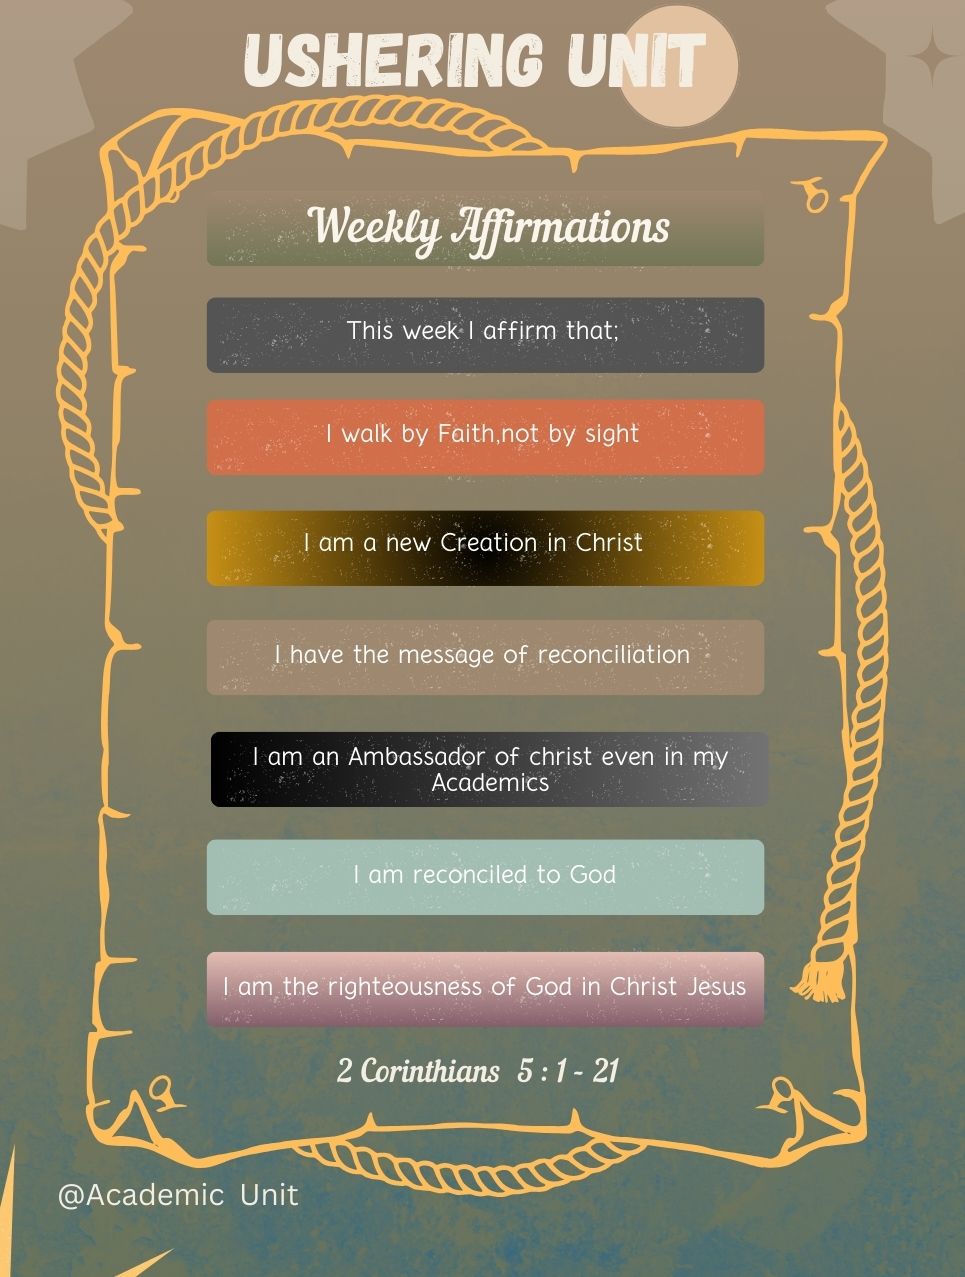 USHERING UNIT
Weekly Affirmations
This week I affirm that;
I walk by Faith,not by sight
I am a new Creation in Christ
I have the message of reconciliation
I am an Ambassador of christ even in my
Academics
I am reconciled to God
I am the righteousness of God in Christ Jesus
2 Corinthians 5 : 1 - 21
@Academic Unit